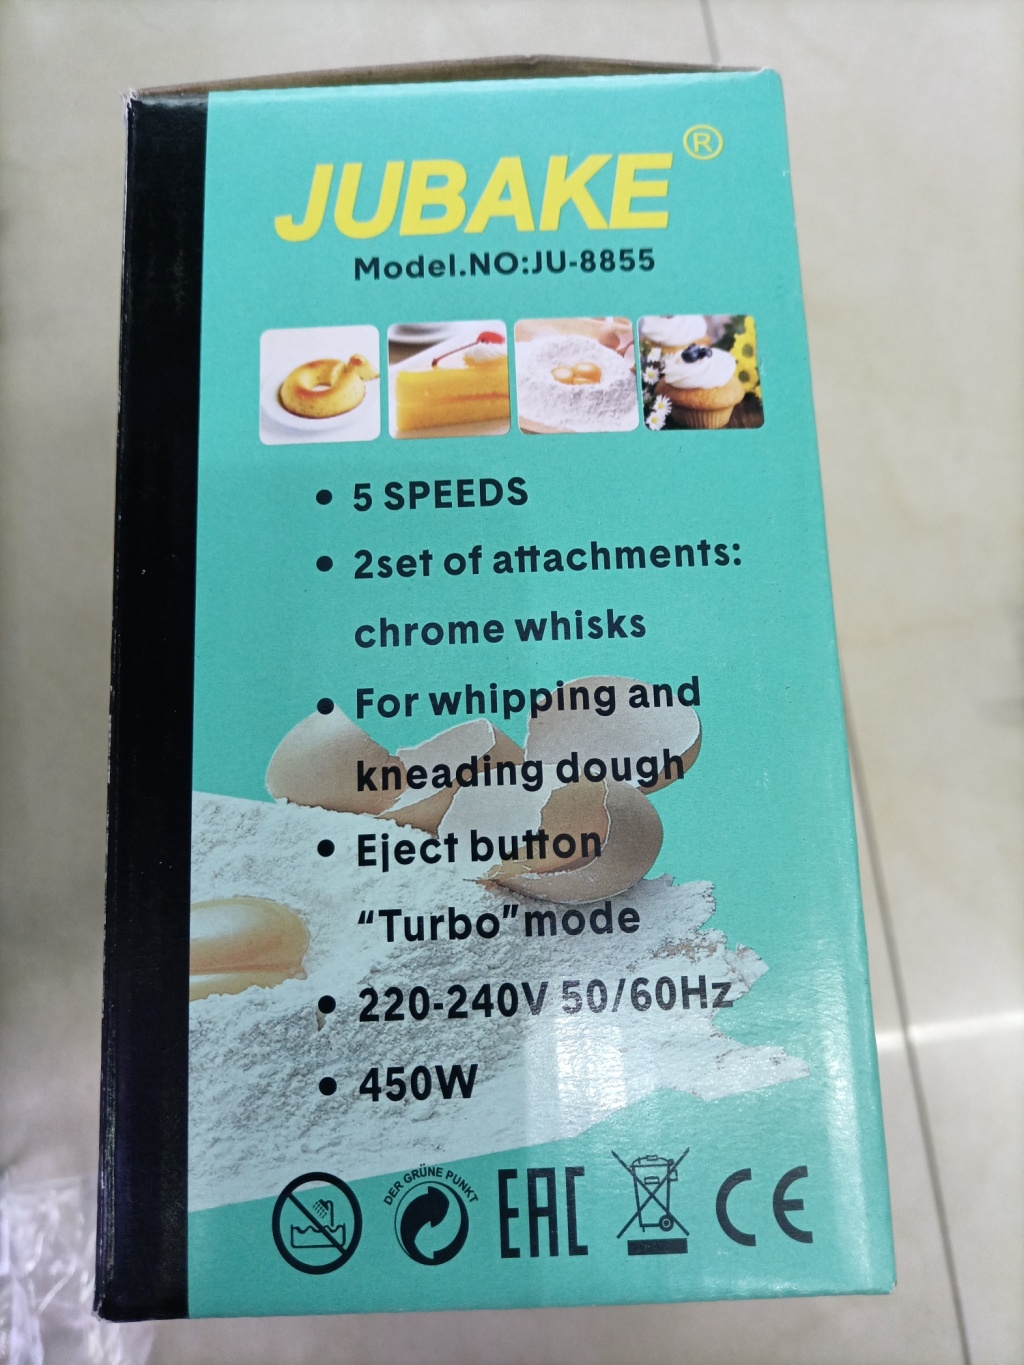 JUBAKE®
Model.NO:JU-8855
• 5 SPEEDS
• 2set of attachments:
chrome whisks
• For whipping and
kneading dough
• Eject button
“Turbo”mode
• 220-240V 50/60Hz
• 450W
DER GRÜNE PUNKT
EAC
CE